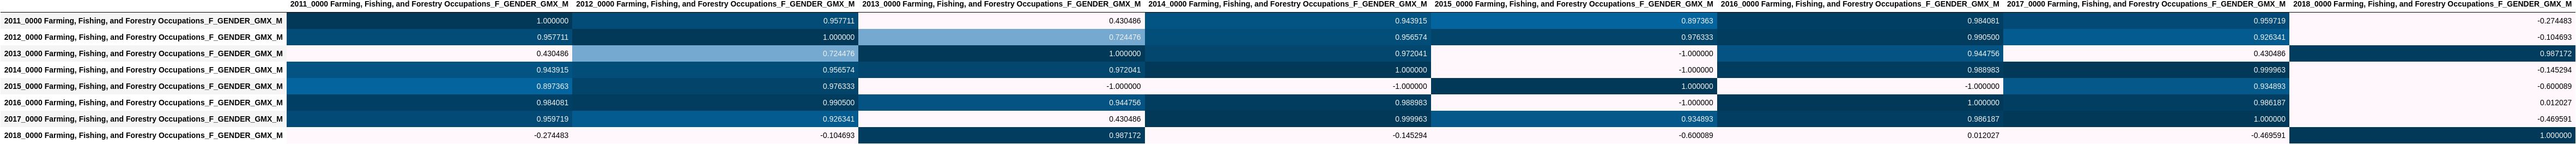 2011_0000 Farming, Fishing, and Forestry Occupations_F_GENDER_GMX_M 2012_0000 Farming, Fishing, and Forestry Occupations_F_GENDER_GMX_M 2013_0000 Farming, Fishing, and Forestry Occupations_F_GENDER_GMX_M 2014_0000 Farming, Fishing, and Forestry Occupations_F_GENDER_GMX_M 2015_0000 Farming, Fishing, and Forestry Occupations_F_GENDER_GMX_M 2016_0000 Farming, Fishing, and Forestry Occupations_F_GENDER_GMX_M 2017_0000 Farming, Fishing, and Forestry Occupations_F_GENDER_GMX_M 2018_0000 Farming, Fishing, and Forestry Occupations_F_GENDER_GMX_M
2011_0000 Farming, Fishing, and Forestry Occupations_F_GENDER_GMX_M 1.000000 0.957711 0.430486 0.943915 0.897363 0.984081 0.959719 -0.274483
2012_0000 Farming, Fishing, and Forestry Occupations_F_GENDER_GMX_M 0.957711 1.000000 0.724476 0.956574 0.976333 0.990500 0.926341 -0.104693
2013_0000 Farming, Fishing, and Forestry Occupations_F_GENDER_GMX_M 0.430486 0.724476 1.000000 0.972041 -1.000000 0.944756 0.430486 0.987172
2014_0000 Farming, Fishing, and Forestry Occupations_F_GENDER_GMX_M 0.943915 0.956574 0.972041 1.000000 -1.000000 0.988983 0.999963 -0.145294
2015_0000 Farming, Fishing, and Forestry Occupations_F_GENDER_GMX_M 0.897363 0.976333 -1.000000 -1.000000 1.000000 -1.000000 0.934893 -0.600089
2016_0000 Farming, Fishing, and Forestry Occupations_F_GENDER_GMX_M 0.984081 0.990500 0.944756 0.988983 -1.000000 1.000000 0.986187 0.012027
2017_0000 Farming, Fishing, and Forestry Occupations_F_GENDER_GMX_M 0.959719 0.926341 0.430486 0.999963 0.934893 0.986187 1.000000 -0.469591
2018_0000 Farming, Fishing, and Forestry Occupations_F_GENDER_GMX_M -0.274483 -0.104693 0.987172 -0.145294 -0.600089 0.012027 -0.469591 1.000000